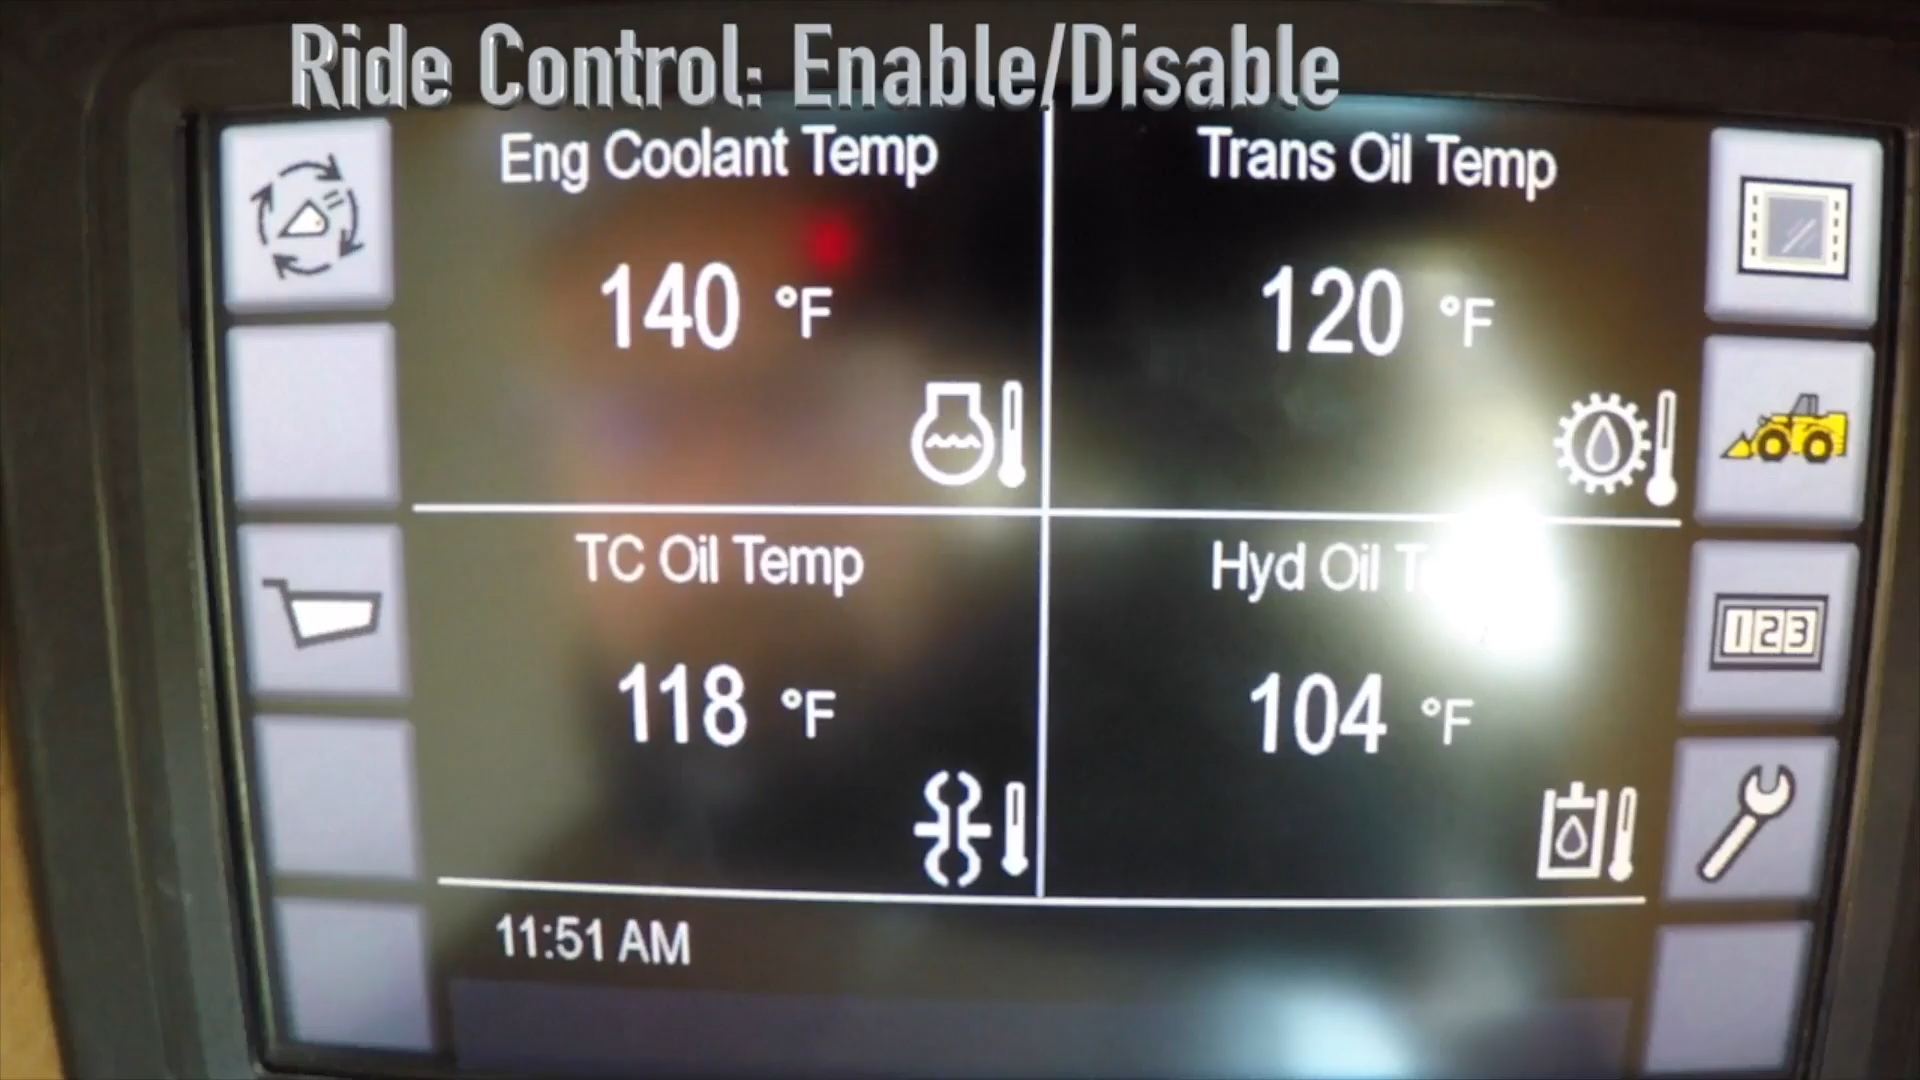 Ride Control: Enable/Disable
Eng Coolant Temp
140 °F
Trans Oil Temp
120 °F
TC Oil Temp
118 °F
Hyd Oil
104 °F
123
11:51 AM